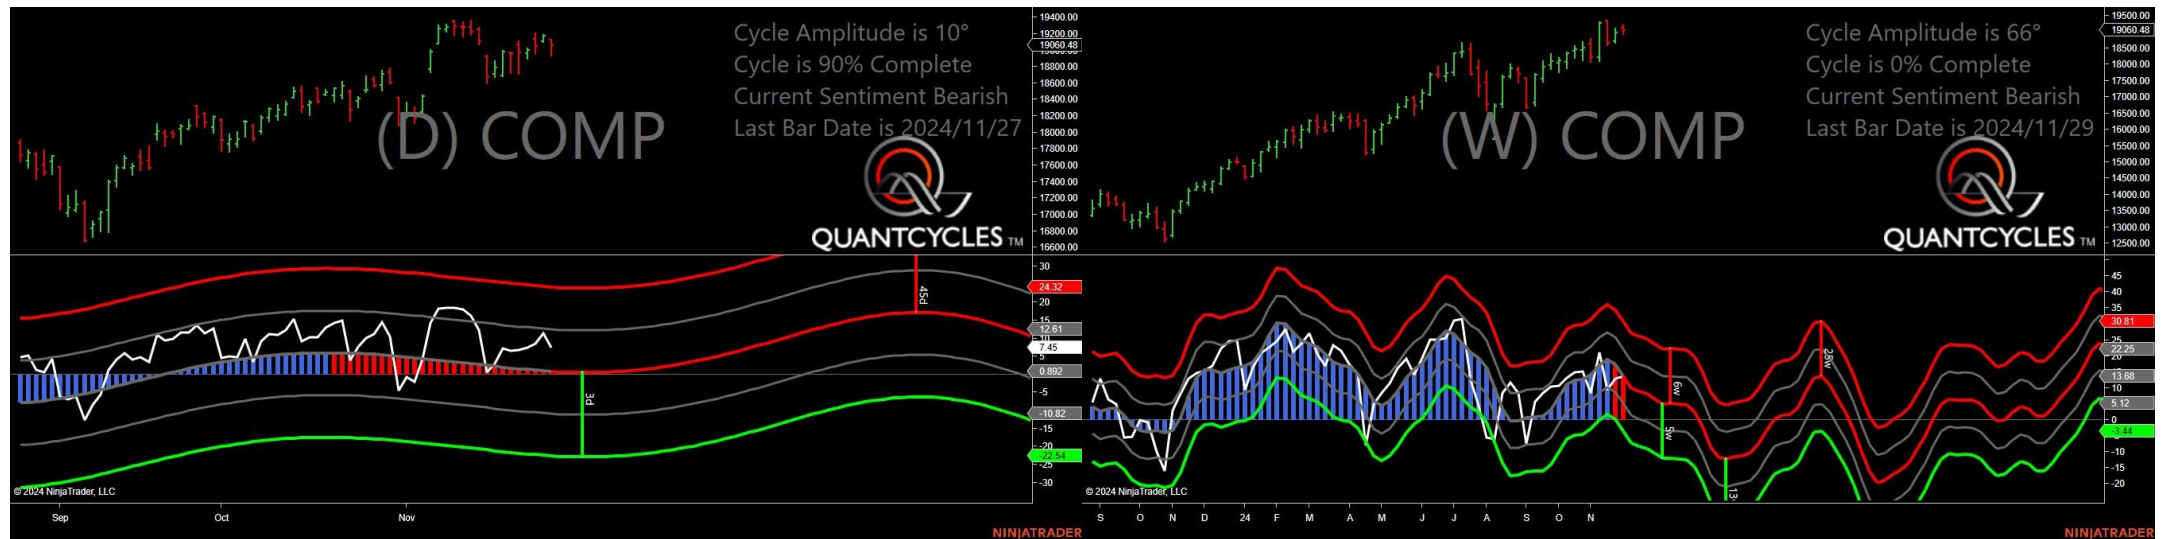 Cycle Amplitude is 10°
Cycle is 90% Complete
Current Sentiment Bearish
Last Bar Date is 2024/11/27
(D) COMP
QUANTCYCLES TM
19400.00
19200.00
19060.48
18800.00
18600.00
18400.00
18200.00
18000.00
17800.00
17600.00
17400.00
17200.00
17000.00
16800.00
16600.00
30
24.32
20
15
12.61
7.45
5
0.892
-5
-10.82
-15
-20
-22.54
-25
-30
45d
3d
© 2024 NinjaTrader, LLC
Sep Oct Nov
NINJATRADER
Cycle Amplitude is 66°
Cycle is 0% Complete
Current Sentiment Bearish
Last Bar Date is 2024/11/29
(W) COMP
QUANTCYCLES TM
19500.00
19060.48
18500.00
18000.00
17500.00
17000.00
16500.00
16000.00
15500.00
15000.00
14500.00
14000.00
13500.00
13000.00
12500.00
45
40
35
30.81
25
22.25
13.68
10
5.12
0
-3.44
-10
-15
-20
6w
5w
13
© 2024 NinjaTrader, LLC
S O N D 24 F M A M J J A S O N
NINJATRADER